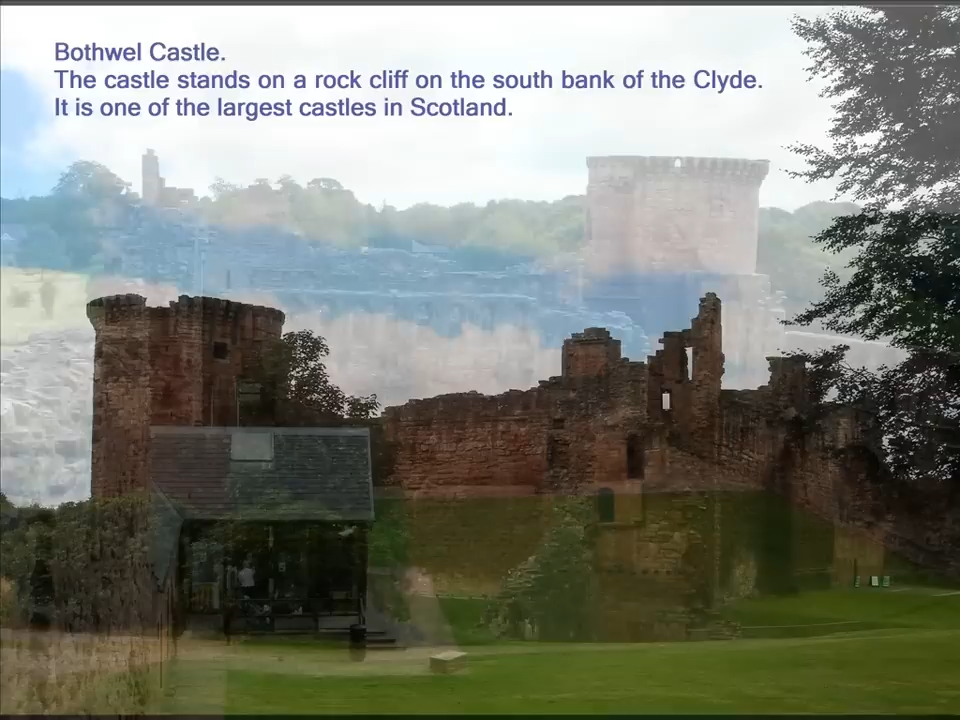 Bothwel Castle.
The castle stands on a rock cliff on the south bank of the Clyde.
It is one of the largest castles in Scotland.